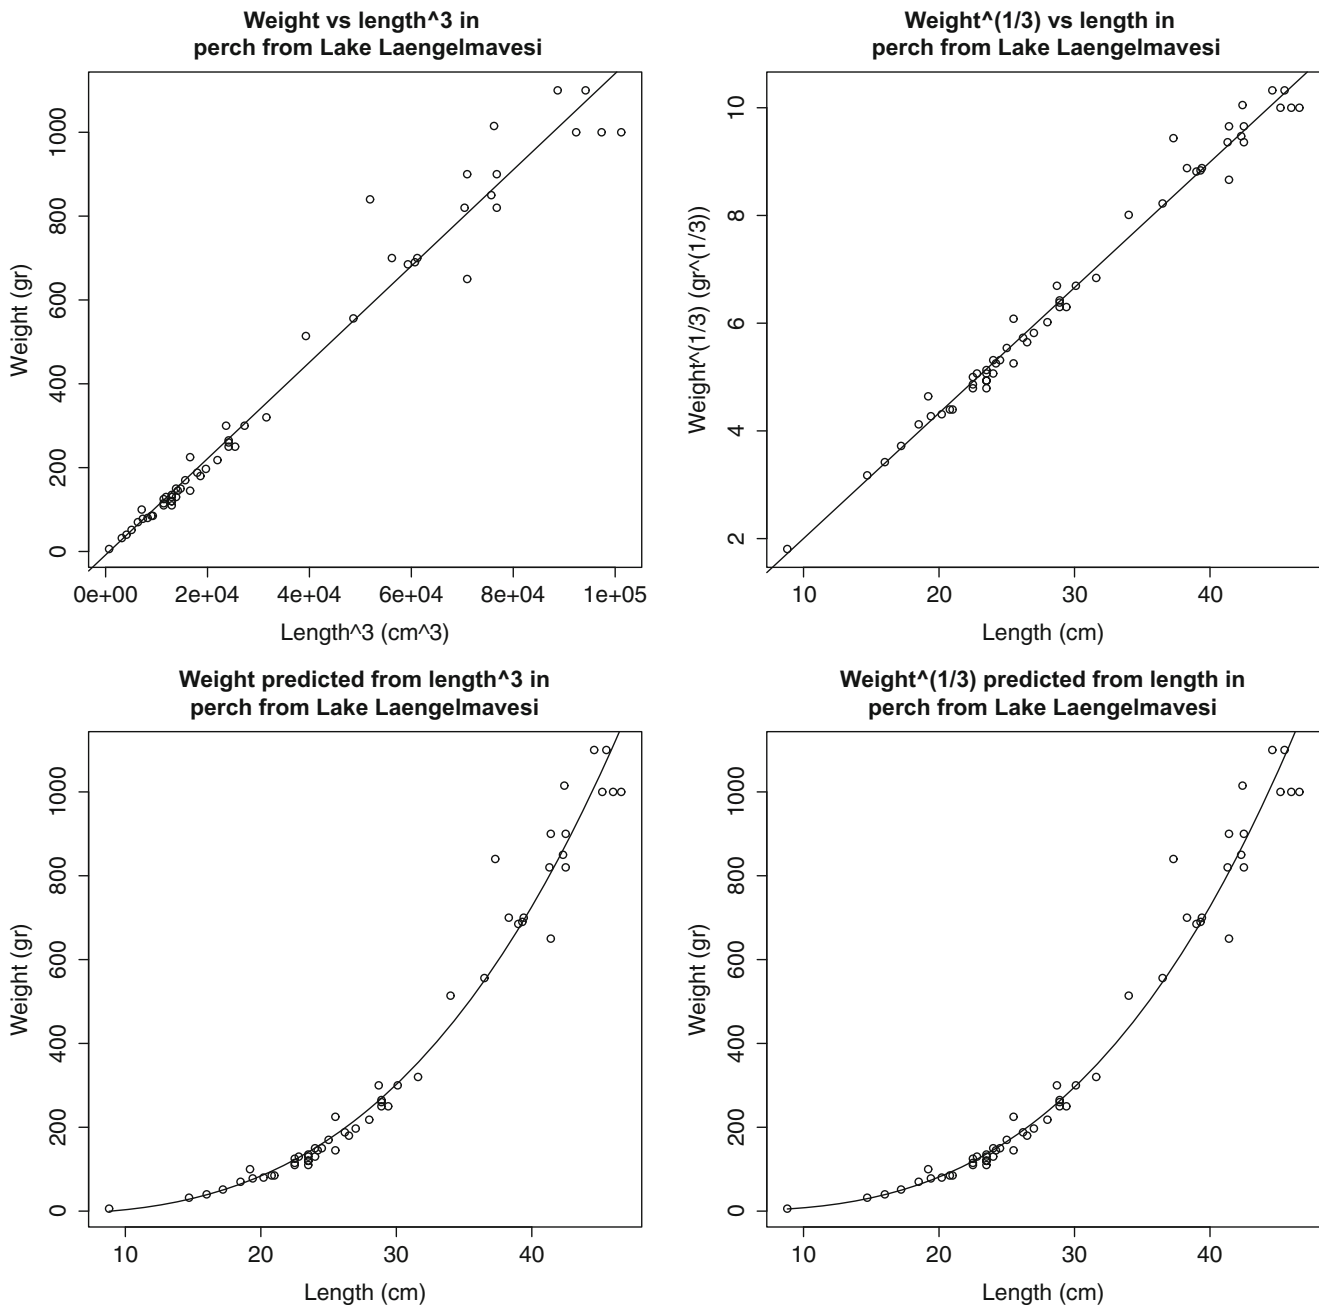 Weight vs length^3 in
perch from Lake Laengelmavesi
Weight (gr)
0 200 400 600 800 1000
0e+00 2e+04 4e+04 6e+04 8e+04 1e+05
Length^3 (cm^3)
Weight^(1/3) vs length in
perch from Lake Laengelmavesi
Weight^(1/3) (gr^(1/3))
2 4 6 8 10
10 20 30 40
Length (cm)
Weight predicted from length^3 in
perch from Lake Laengelmavesi
Weight (gr)
0 200 400 600 800 1000
10 20 30 40
Length (cm)
Weight^(1/3) predicted from length in
perch from Lake Laengelmavesi
Weight (gr)
0 200 400 600 800 1000
10 20 30 40
Length (cm)